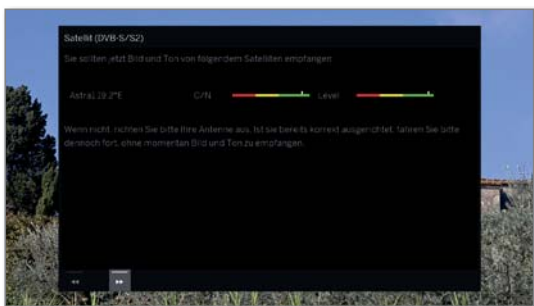 Satellit (DVB-S/S2)
Sie sollten jetzt Bild und Ton von folgendem Satelliten empfangen:
Astra1 19.2°E C/N Level
Wenn nicht, richten Sie bitte Ihre Antenne aus. Ist sie bereits korrekt ausgerichtet, fahren Sie bitte
dennoch fort, ohne momentan Bild und Ton zu empfangen.